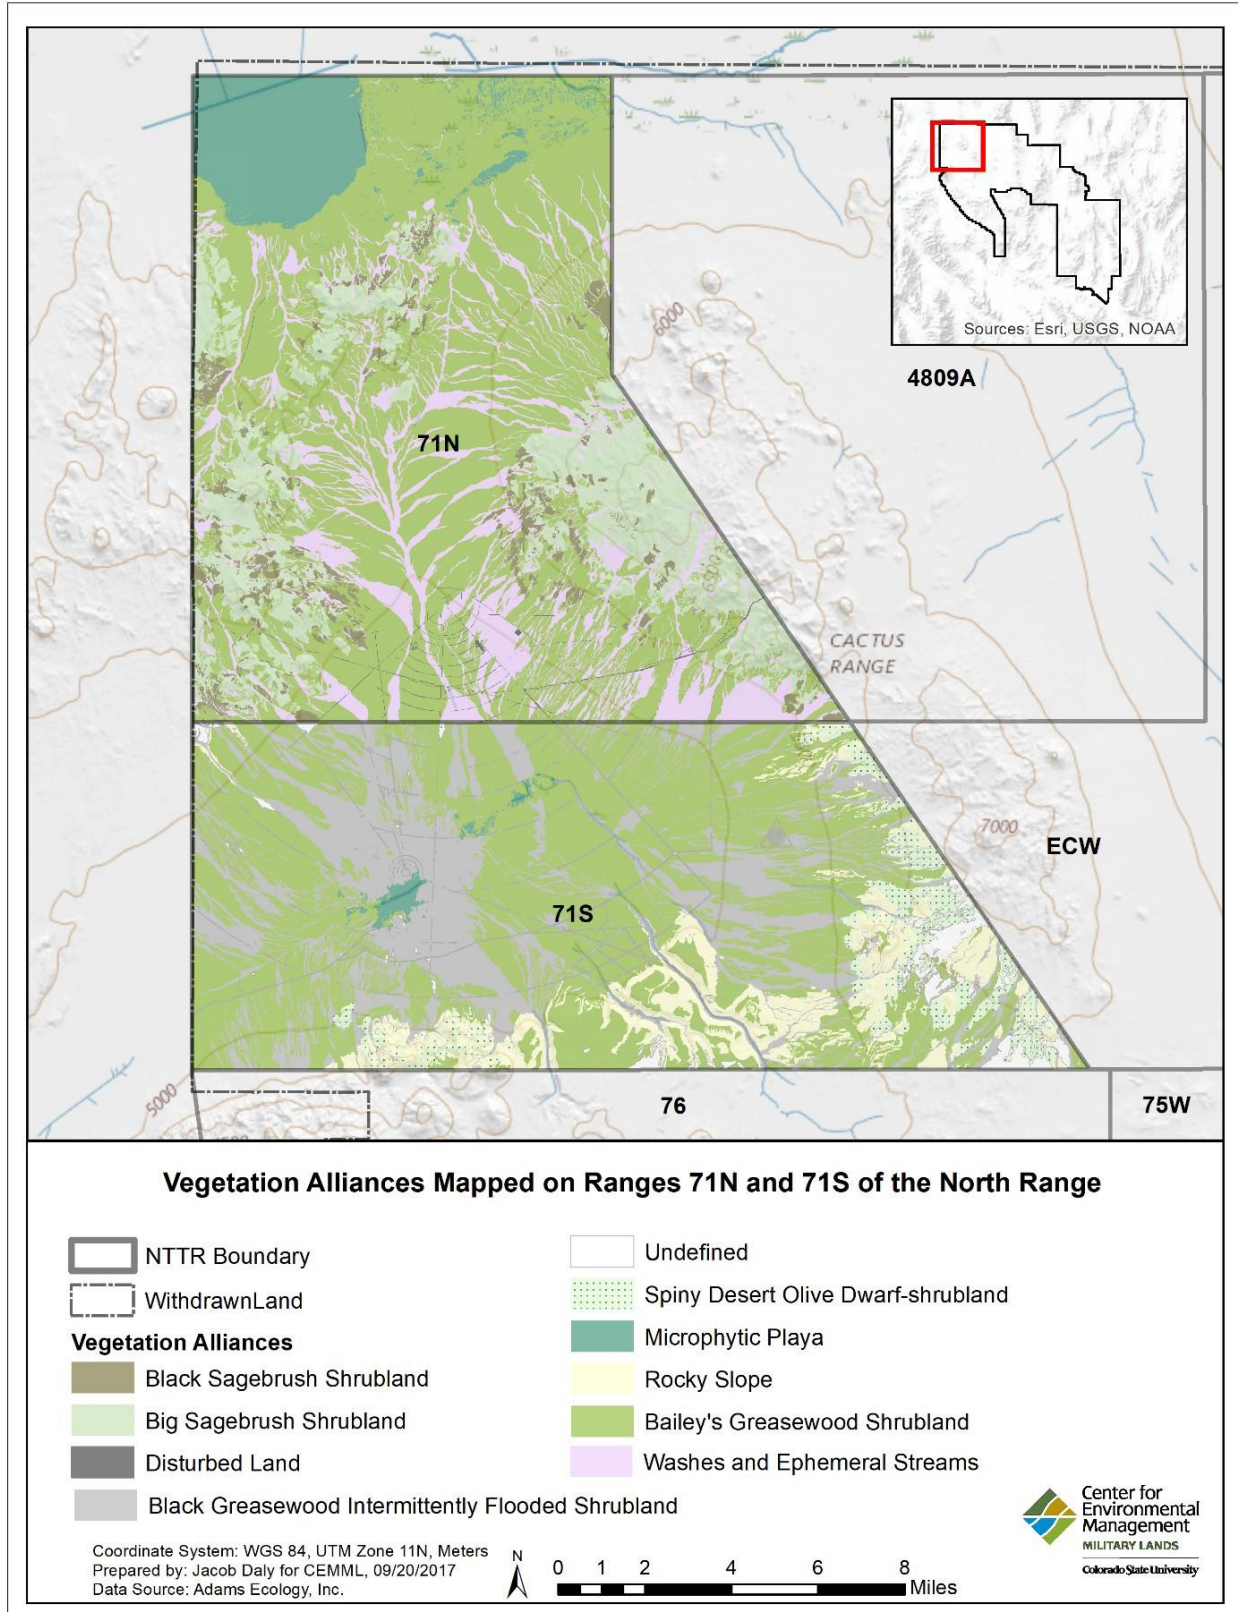 Sources: Esri, USGS, NOAA
4809A
6000
71N
6500
CACTUS
RANGE
7000
ECW
71S
5000
76
75W
Vegetation Alliances Mapped on Ranges 71N and 71S of the North Range
NTTR Boundary
WithdrawnLand
Vegetation Alliances
Black Sagebrush Shrubland
Big Sagebrush Shrubland
Disturbed Land
Black Greasewood Intermittently Flooded Shrubland
Undefined
Spiny Desert Olive Dwarf-shrubland
Microphytic Playa
Rocky Slope
Bailey's Greasewood Shrubland
Washes and Ephemeral Streams
Coordinate System: WGS 84, UTM Zone 11N, Meters
Prepared by: Jacob Daly for CEMML, 09/20/2017
Data Source: Adams Ecology, Inc.
N
0 1 2 4 6 8
Miles
Center for
Environmental
Management
MILITARY LANDS
Colorado State University